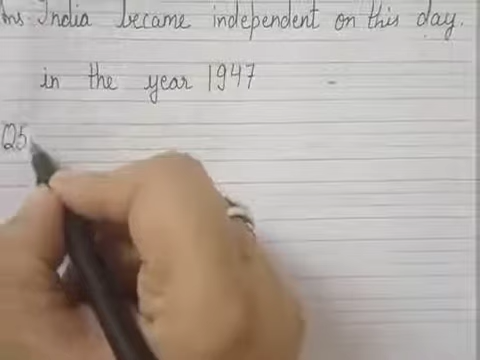 Ans. India became independent on this day.
in the year 1947
Q5